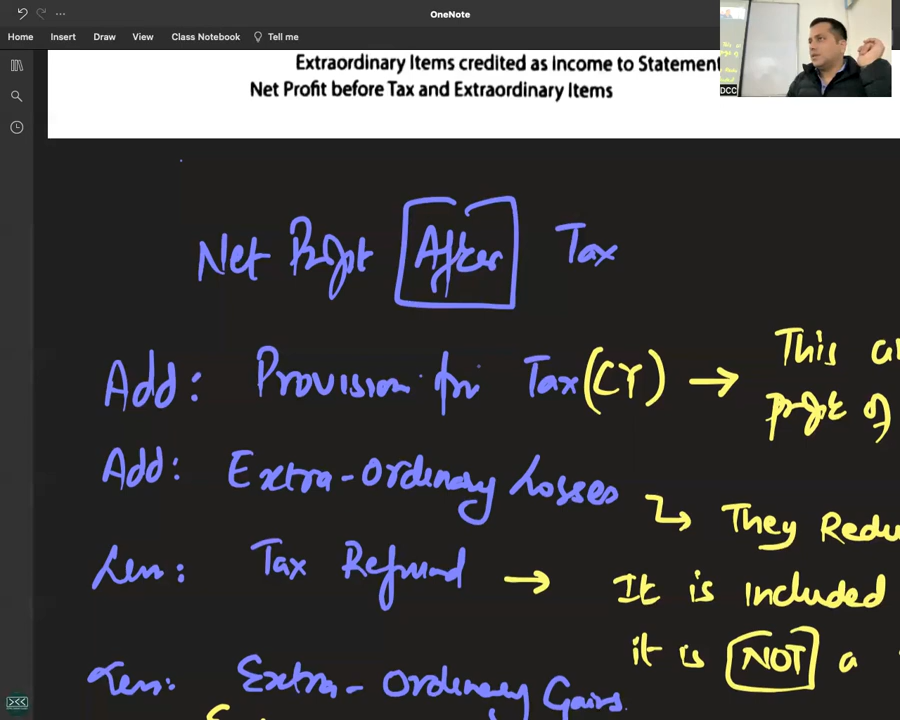 OneNote
Home Insert Draw View Class Notebook Tell me
Extraordinary Items credited as Income to Statement
Net Profit before Tax and Extraordinary Items
DCC
Net Profit After Tax
Add: Provision for Tax (CY) → This a
profit of
Add: Extra-Ordinary Losses
↳ They Redu
Less: Tax Refund → It is included
it is NOT a
Less: Extra-Ordinary Gains.